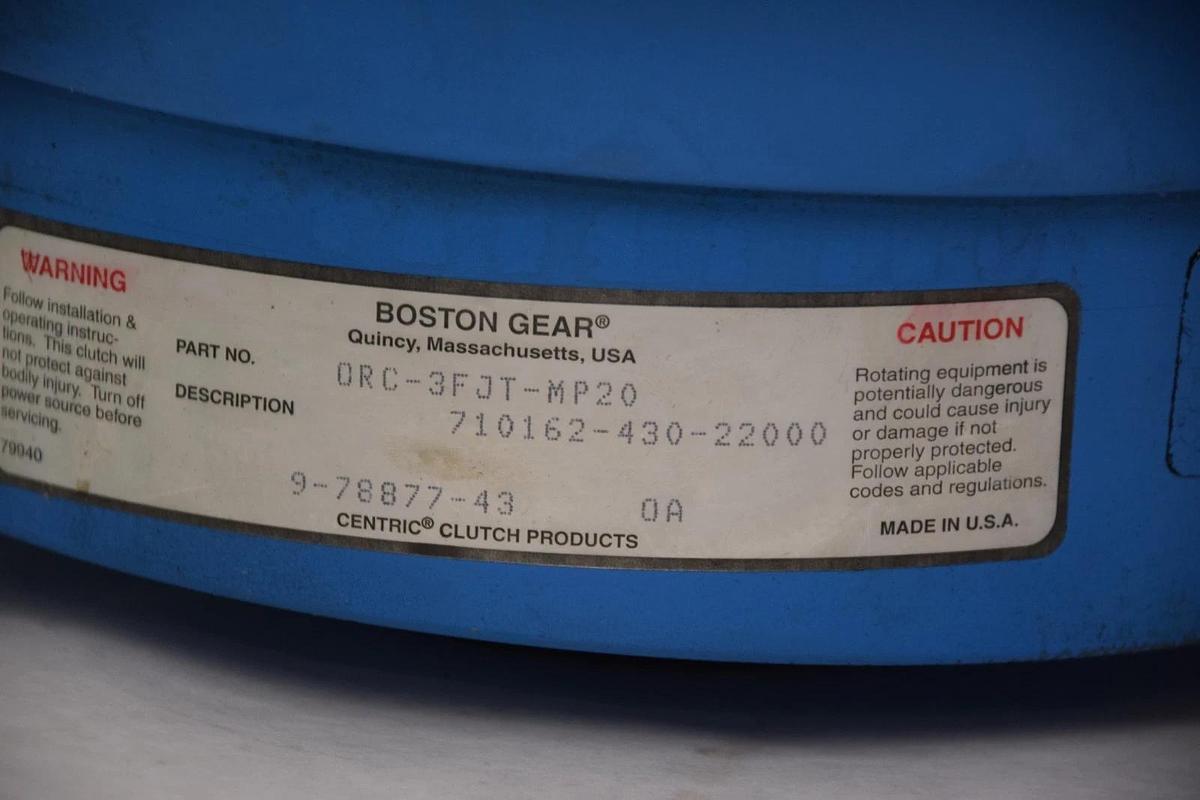 WARNING
Follow installation &
operating instruc-
tions. This clutch will
not protect against
bodily injury. Turn off
power source before
servicing.
79940
BOSTON GEAR®
Quincy, Massachusetts, USA
PART NO. ORC-3FJT-MP20
DESCRIPTION 710162-430-22000
9-78877-43 OA
CENTRIC® CLUTCH PRODUCTS
CAUTION
Rotating equipment is
potentially dangerous
and could cause injury
or damage if not
properly protected.
Follow applicable
codes and regulations.
MADE IN U.S.A.